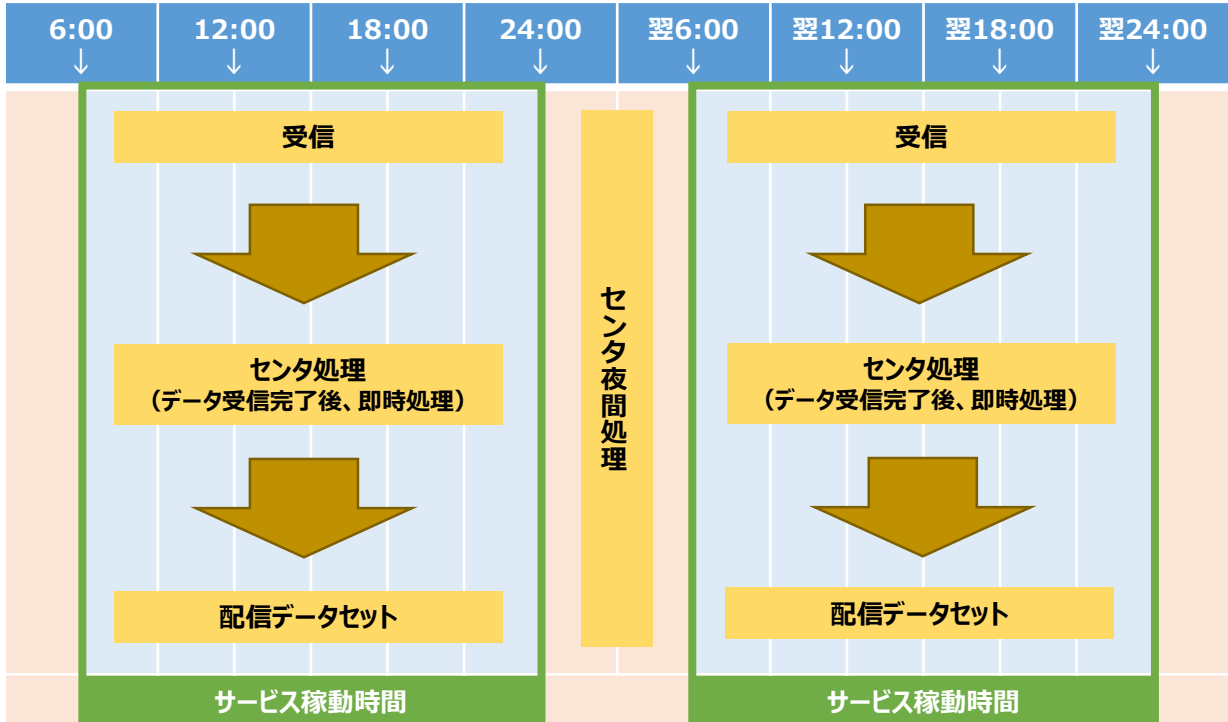 6:00 12:00 18:00 24:00 翌6:00 翌12:00 翌18:00 翌24:00
↓ ↓ ↓ ↓ ↓ ↓ ↓ ↓
受信
センタ処理
（データ受信完了後、即時処理）
配信データセット
サービス稼動時間
センタ夜間処理
受信
センタ処理
（データ受信完了後、即時処理）
配信データセット
サービス稼動時間